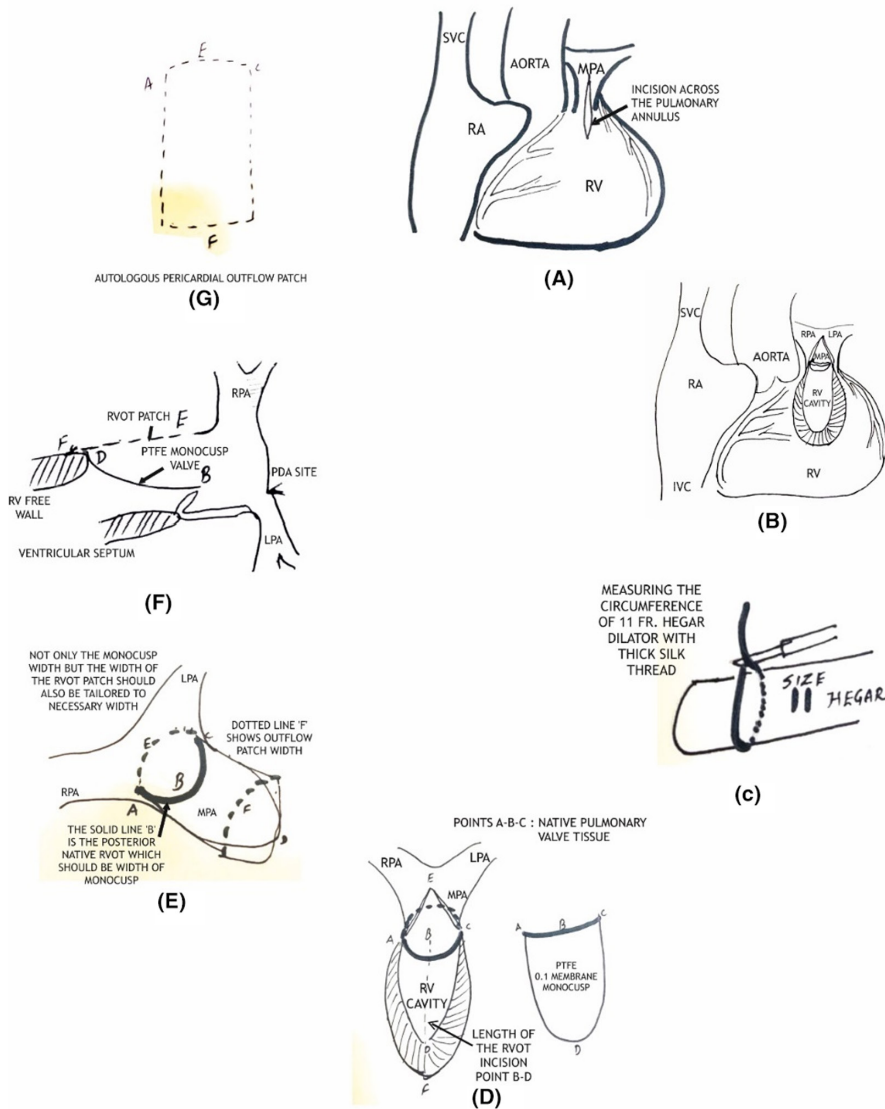 E
A
C
F
AUTOLOGOUS PERICARDIAL OUTFLOW PATCH
(G)
SVC
AORTA
MPA
INCISION ACROSS
THE PULMONARY
ANNULUS
RA
RV
(A)
SVC
RPA
LPA
AORTA
MPA
RA
RV
CAVITY
IVC
RV
(B)
RPA
RVOT PATCH
E
F
PTFE MONOCUSP
VALVE
D
B
PDA SITE
RV FREE
WALL
LPA
VENTRICULAR SEPTUM
(F)
MEASURING THE
CIRCUMFERENCE
OF 11 FR. HEGAR
DILATOR WITH
THICK SILK
THREAD
SIZE
11 HEGAR
(c)
NOT ONLY THE MONOCUSP
WIDTH BUT THE WIDTH OF
THE RVOT PATCH SHOULD
ALSO BE TAILORED TO
NECESSARY WIDTH
LPA
DOTTED LINE 'F'
SHOWS OUTFLOW
PATCH WIDTH
E
C
B
RPA
A
MPA
F
THE SOLID LINE 'B'
IS THE POSTERIOR
NATIVE RVOT WHICH
SHOULD BE WIDTH OF
MONOCUSP
(E)
POINTS A-B-C : NATIVE PULMONARY
VALVE TISSUE
RPA
LPA
E
MPA
A
B
C
RV
CAVITY
D
F
LENGTH OF
THE RVOT
INCISION
POINT B-D
A
B
C
PTFE
0.1 MEMBRANE
MONOCUSP
D
(D)